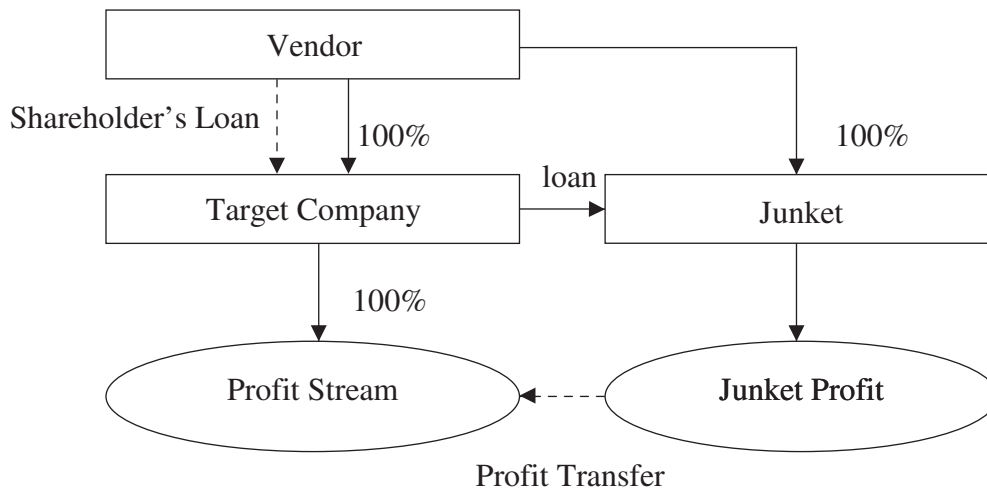 Vendor
Shareholder’s Loan
100%
100%
loan
Target Company
Junket
100%
Profit Stream
Junket Profit
Profit Transfer